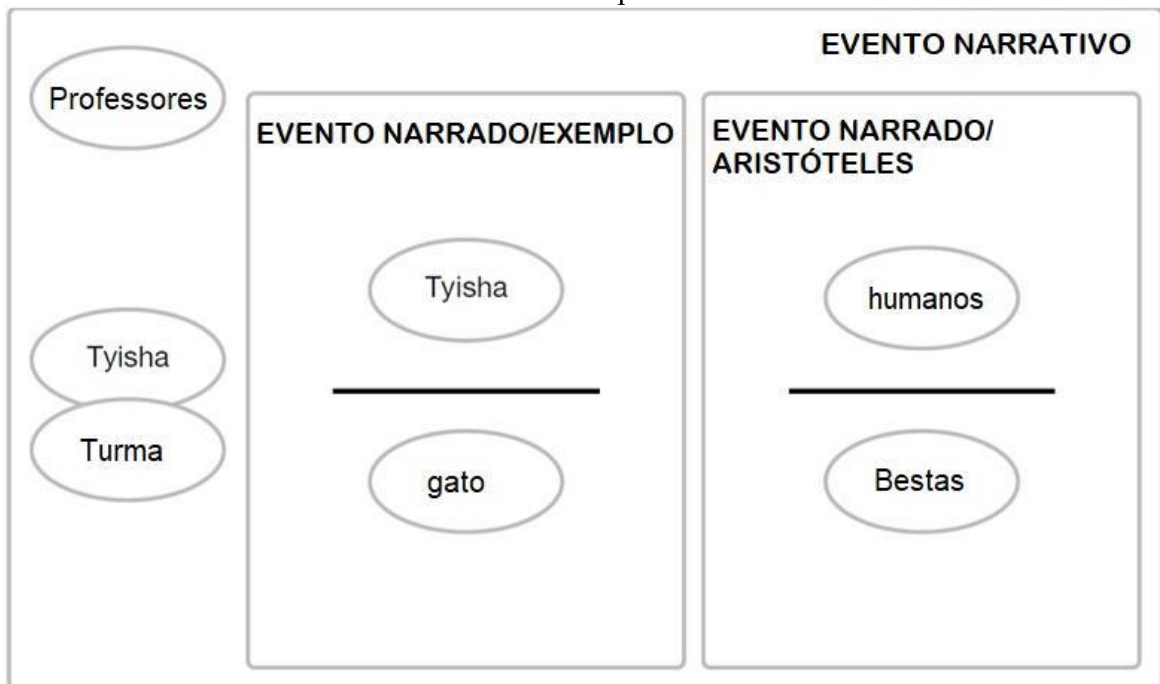 EVENTO NARRATIVO
Professores
Tyisha
Turma
EVENTO NARRADO/EXEMPLO
Tyisha
gato
EVENTO NARRADO/
ARISTÓTELES
humanos
Bestas